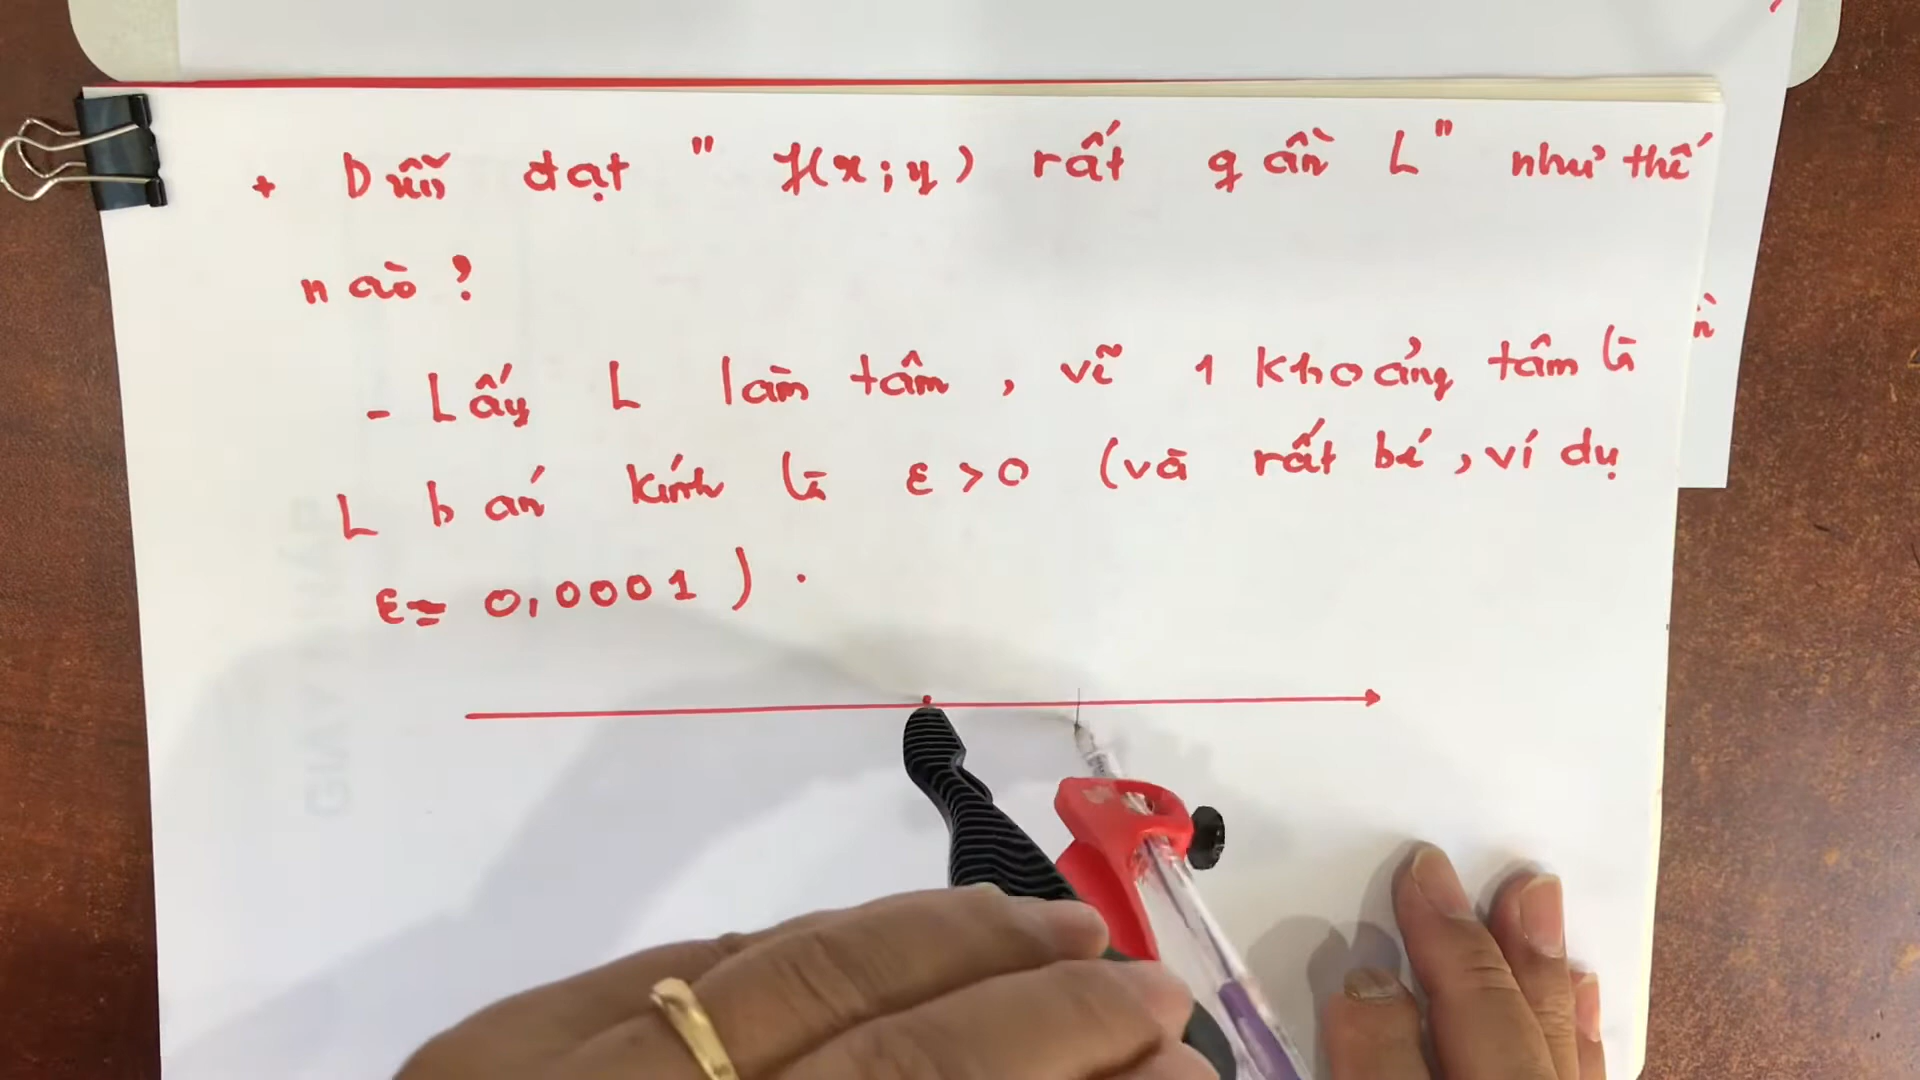 + Diễn đạt " f(x;y) rất gần L" như thế
nào?
- Lấy L làm tâm, vẽ 1 khoảng tâm là
L bán kính là ε > 0 (và rất bé, ví dụ
ε = 0,0001).